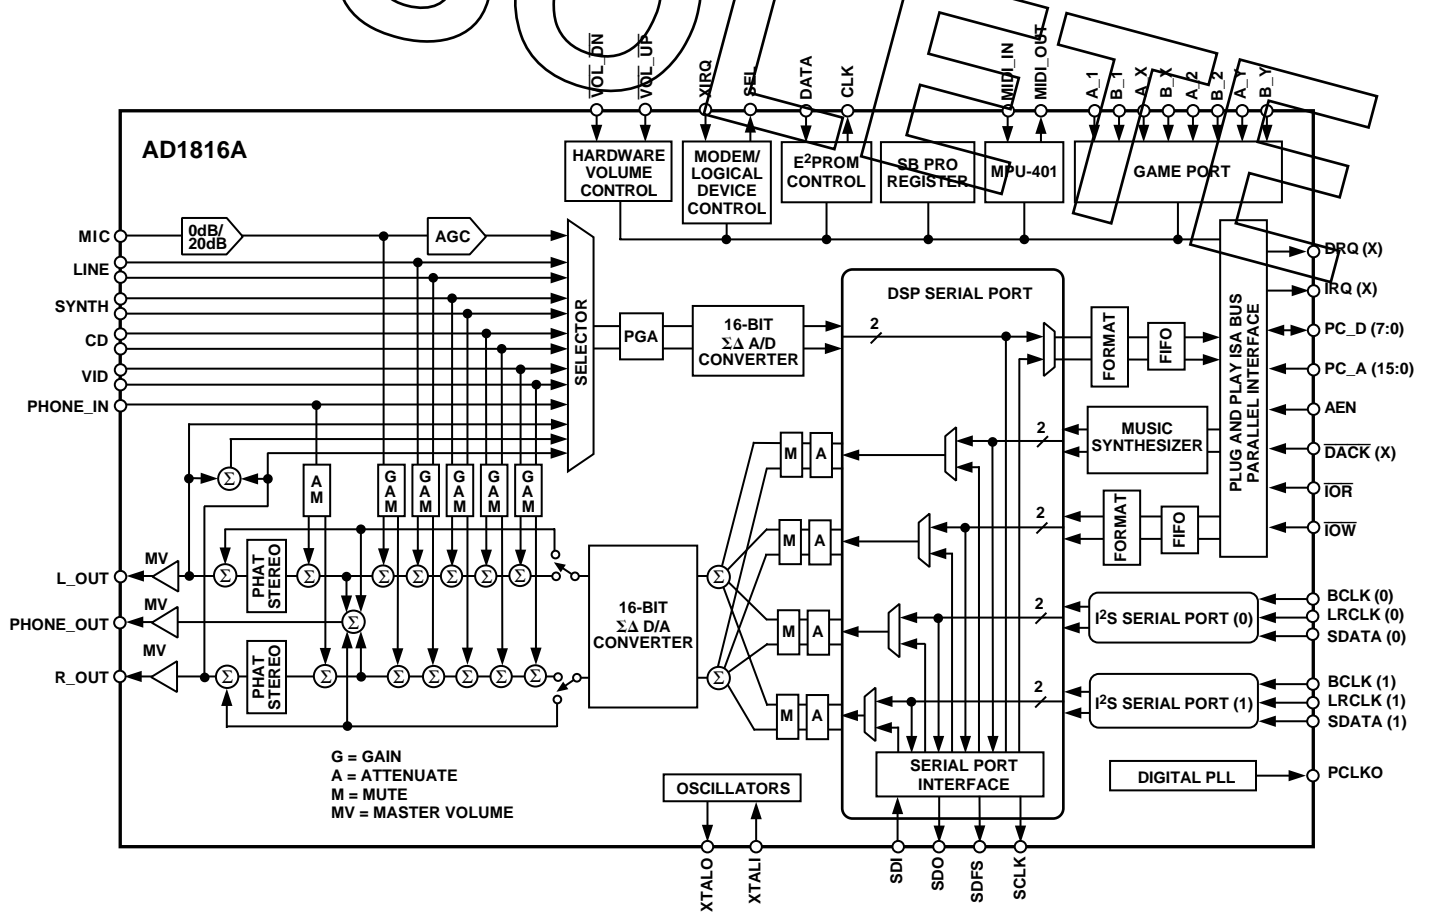 OLETE
VOL_DN
VOL_UP
XIRQ
SEL
DATA
CLK
MIDI_IN
MIDI_OUT
A_1
B_1
A_X
B_X
A_2
B_2
A_Y
B_Y
AD1816A
HARDWARE
VOLUME
CONTROL
MODEM/
LOGICAL
DEVICE
CONTROL
E²PROM
CONTROL
SB PRO
REGISTER
MPU-401
GAME PORT
MIC
0dB/
20dB
AGC
LINE
SYNTH
CD
VID
PHONE_IN
SELECTOR
PGA
16-BIT
ΣΔ A/D
CONVERTER
DSP SERIAL PORT
2
FORMAT
FIFO
PLUG AND PLAY ISA BUS
PARALLEL INTERFACE
DRQ (X)
IRQ (X)
PC_D (7:0)
PC_A (15:0)
AEN
DACK (X)
IOR
IOW
MUSIC
SYNTHESIZER
2
M
A
Σ
A
M
G
A
M
G
A
M
G
A
M
G
A
M
G
A
M
2
FORMAT
FIFO
M
A
MV
L_OUT
Σ
PHAT
STEREO
Σ
Σ
Σ
Σ
Σ
Σ
Σ
16-BIT
ΣΔ D/A
CONVERTER
MV
PHONE_OUT
Σ
M
A
2
I²S SERIAL PORT (0)
BCLK (0)
LRCLK (0)
SDATA (0)
MV
R_OUT
Σ
PHAT
STEREO
Σ
Σ
Σ
Σ
Σ
Σ
Σ
M
A
2
I²S SERIAL PORT (1)
BCLK (1)
LRCLK (1)
SDATA (1)
G = GAIN
A = ATTENUATE
M = MUTE
MV = MASTER VOLUME
OSCILLATORS
SERIAL PORT
INTERFACE
DIGITAL PLL
PCLKO
XTALO
XTALI
SDI
SDO
SDFS
SCLK